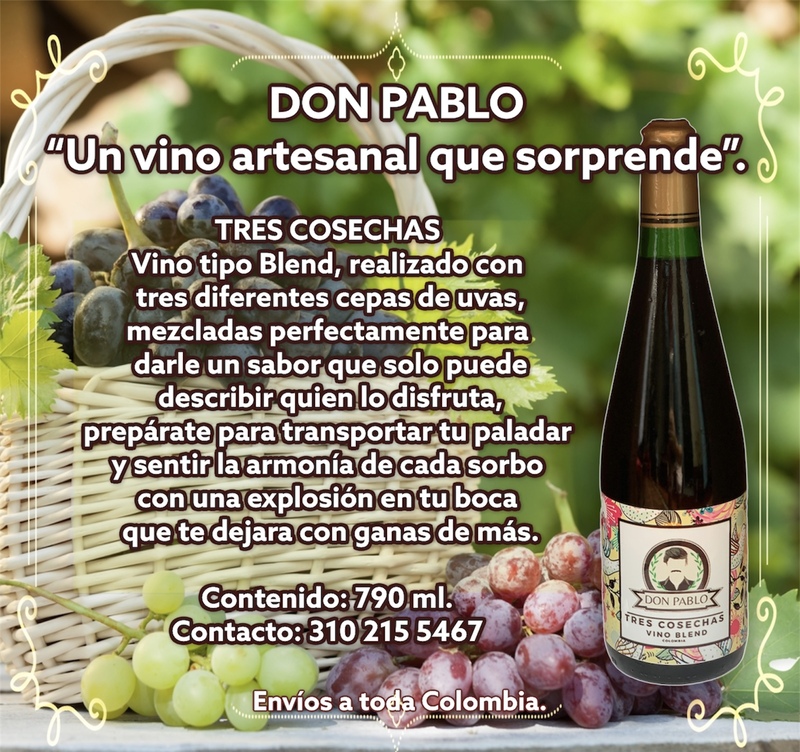 DON PABLO
“Un vino artesanal que sorprende”.
TRES COSECHAS
Vino tipo Blend, realizado con
tres diferentes cepas de uvas,
mezcladas perfectamente para
darle un sabor que solo puede
describir quien lo disfruta,
prepárate para transportar tu paladar
y sentir la armonía de cada sorbo
con una explosión en tu boca
que te dejara con ganas de más.
Contenido: 790 ml.
Contacto: 310 215 5467
Envíos a toda Colombia.
DON PABLO
TRES COSECHAS
VINO BLEND
COLOMBIA